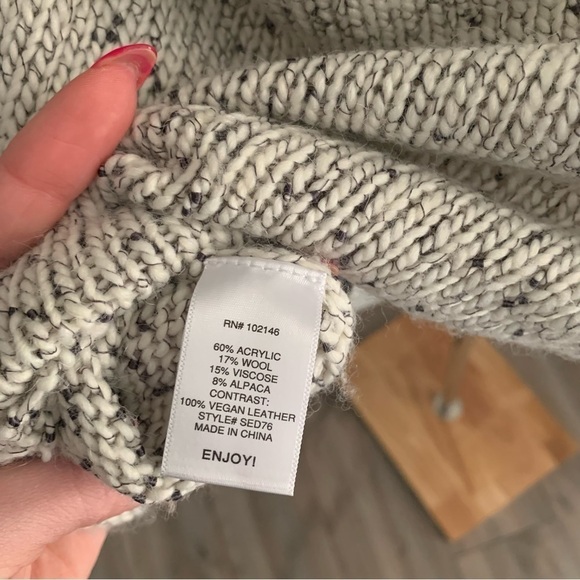 RN# 102146
60% ACRYLIC
17% WOOL
15% VISCOSE
8% ALPACA
CONTRAST:
100% VEGAN LEATHER
STYLE# SED76
MADE IN CHINA
ENJOY!